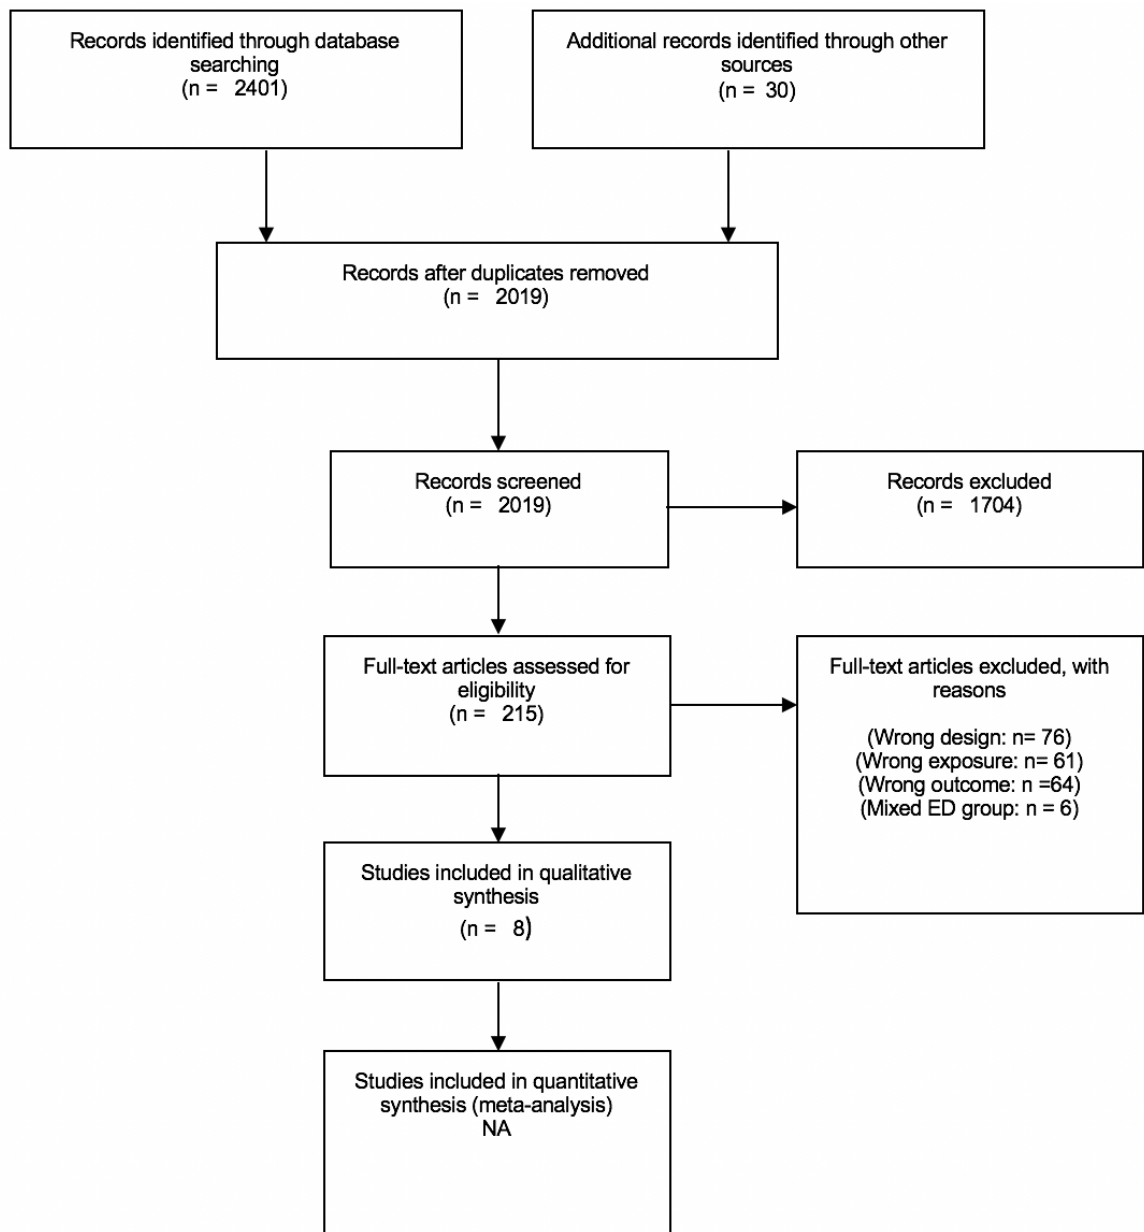 Records identified through database
searching
(n = 2401)
Additional records identified through other
sources
(n = 30)
Records after duplicates removed
(n = 2019)
Records screened
(n = 2019)
Records excluded
(n = 1704)
Full-text articles assessed for
eligibility
(n = 215)
Full-text articles excluded, with
reasons
(Wrong design: n= 76)
(Wrong exposure: n= 61)
(Wrong outcome: n =64)
(Mixed ED group: n = 6)
Studies included in qualitative
synthesis
(n = 8)
Studies included in quantitative
synthesis (meta-analysis)
NA